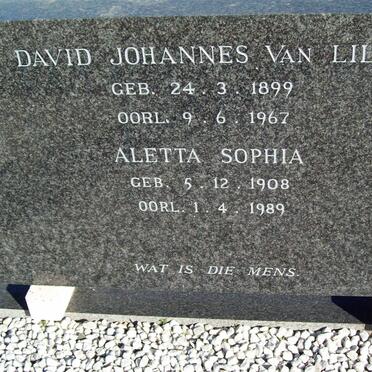 DAVID JOHANNES VAN LIL
GEB. 24. 3. 1899
OORL. 9. 6. 1967
ALETTA SOPHIA
GEB. 5. 12. 1908
OORL. 1. 4. 1989
WAT IS DIE MENS.